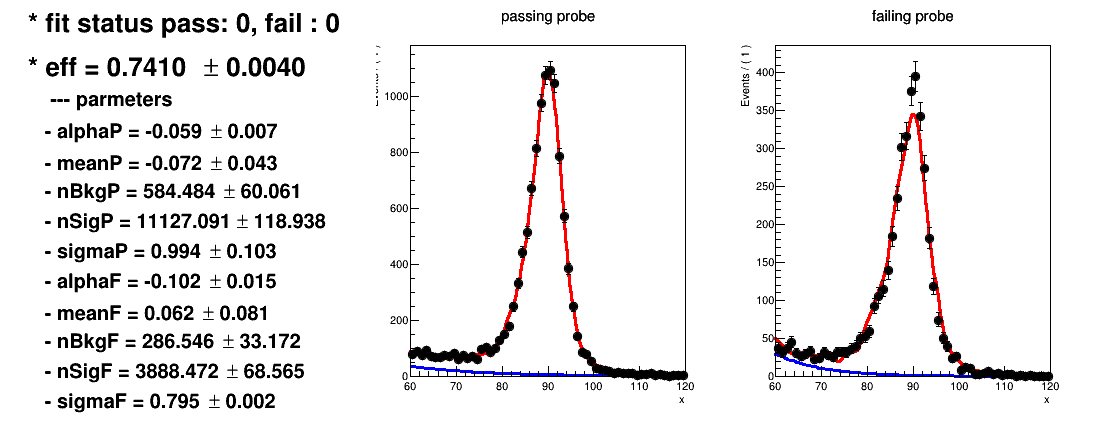 * fit status pass: 0, fail : 0
* eff = 0.7410 ± 0.0040
--- parmeters
- alphaP = -0.059 ± 0.007
- meanP = -0.072 ± 0.043
- nBkgP = 584.484 ± 60.061
- nSigP = 11127.091 ± 118.938
- sigmaP = 0.994 ± 0.103
- alphaF = -0.102 ± 0.015
- meanF = 0.062 ± 0.081
- nBkgF = 286.546 ± 33.172
- nSigF = 3888.472 ± 68.565
- sigmaF = 0.795 ± 0.002
passing probe
1000
800
600
400
200
0
60 70 80 90 100 110 120
x
failing probe
Events / ( 1 )
400
350
300
250
200
150
100
50
0
60 70 80 90 100 110 120
x